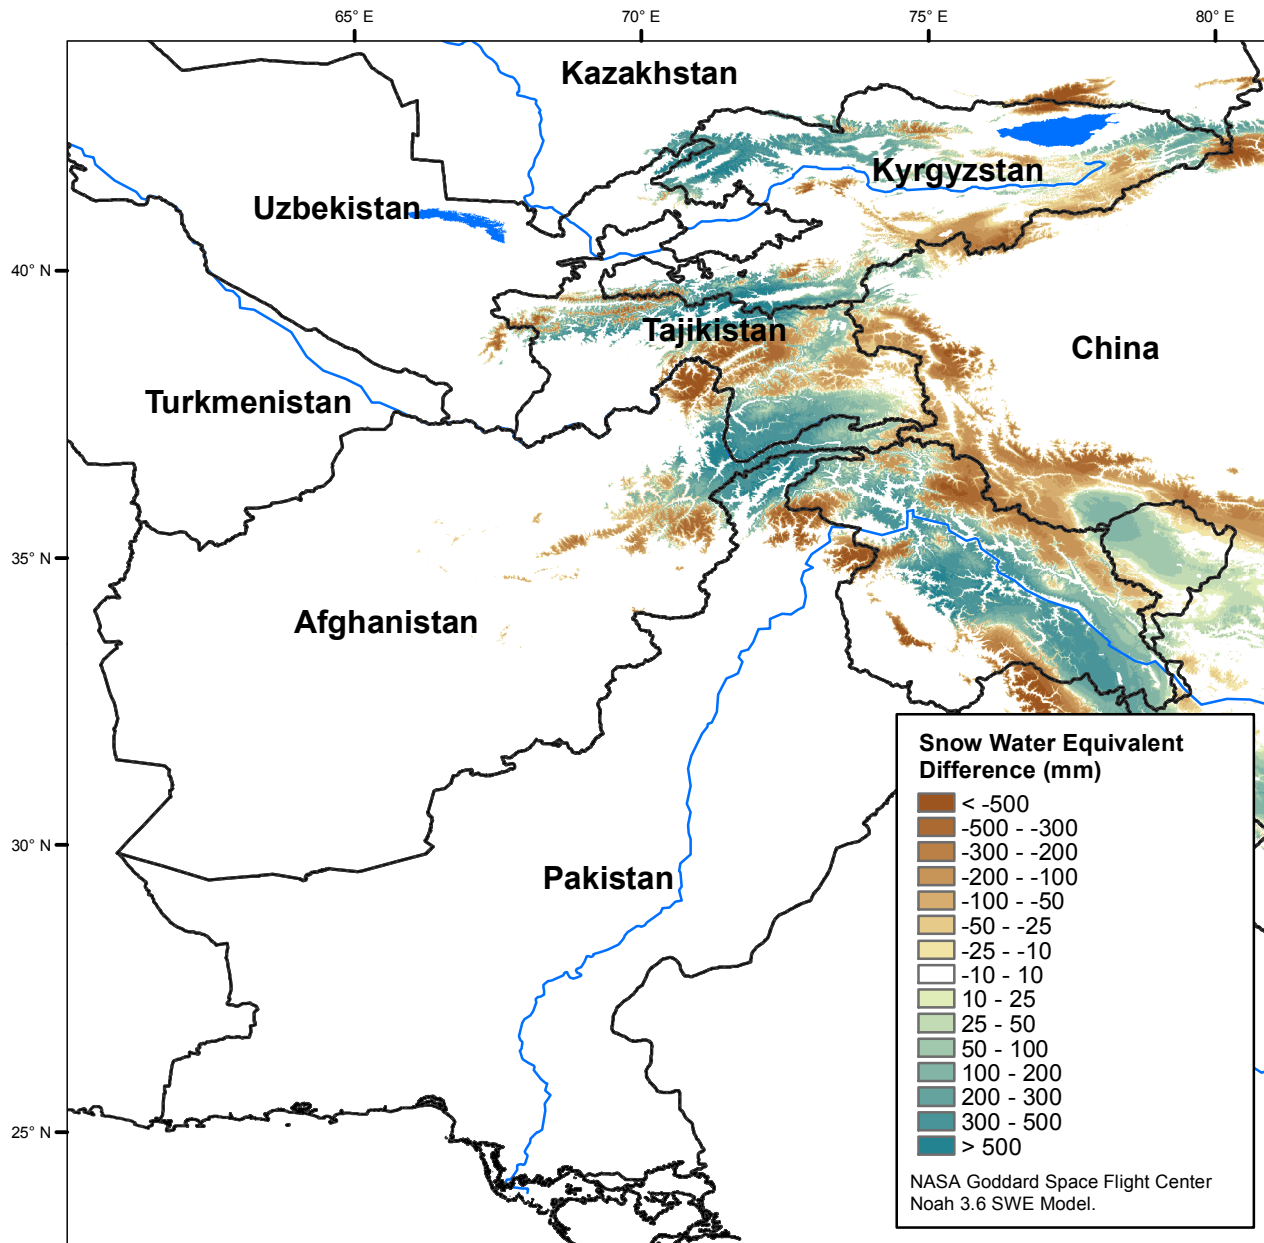 65° E
70° E
75° E
80° E
Kazakhstan
Kyrgyzstan
Uzbekistan
40° N
Tajikistan
China
Turkmenistan
35° N
Afghanistan
Snow Water Equivalent
Difference (mm)
< -500
-500 - -300
-300 - -200
-200 - -100
-100 - -50
-50 - -25
-25 - -10
-10 - 10
10 - 25
25 - 50
50 - 100
100 - 200
200 - 300
300 - 500
> 500
NASA Goddard Space Flight Center
Noah 3.6 SWE Model.
30° N
Pakistan
25° N